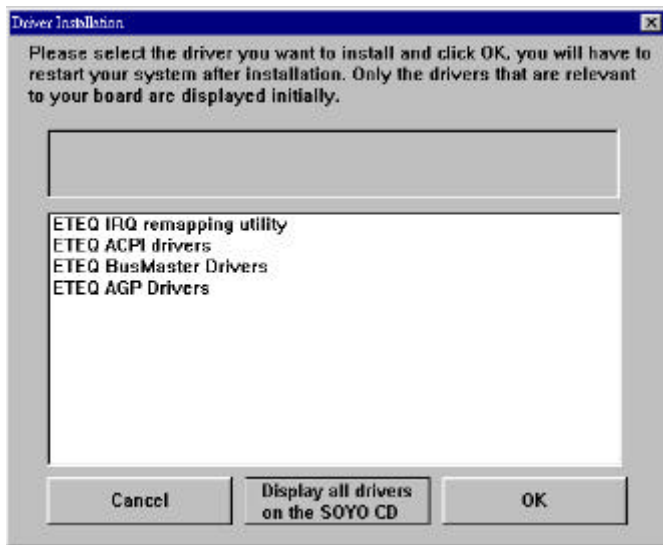 Driver Installation
Please select the driver you want to install and click OK, you will have to
restart your system after installation. Only the drivers that are relevant
to your board are displayed initially.
ETEQ IRQ remapping utility
ETEQ ACPI drivers
ETEQ BusMaster Drivers
ETEQ AGP Drivers
Cancel
Display all drivers
on the SOYO CD
OK